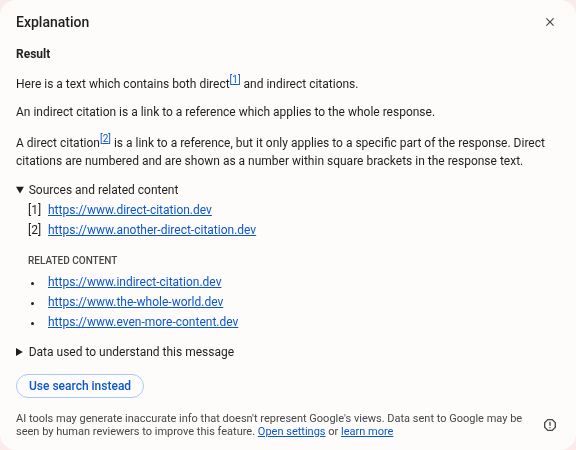 Explanation
Result
Here is a text which contains both direct[1] and indirect citations.
An indirect citation is a link to a reference which applies to the whole response.
A direct citation[2] is a link to a reference, but it only applies to a specific part of the response. Direct
citations are numbered and are shown as a number within square brackets in the response text.
Sources and related content
[1] https://www.direct-citation.dev
[2] https://www.another-direct-citation.dev
RELATED CONTENT
• https://www.indirect-citation.dev
• https://www.the-whole-world.dev
• https://www.even-more-content.dev
Data used to understand this message
Use search instead
AI tools may generate inaccurate info that doesn't represent Google's views. Data sent to Google may be
seen by human reviewers to improve this feature. Open settings or learn more